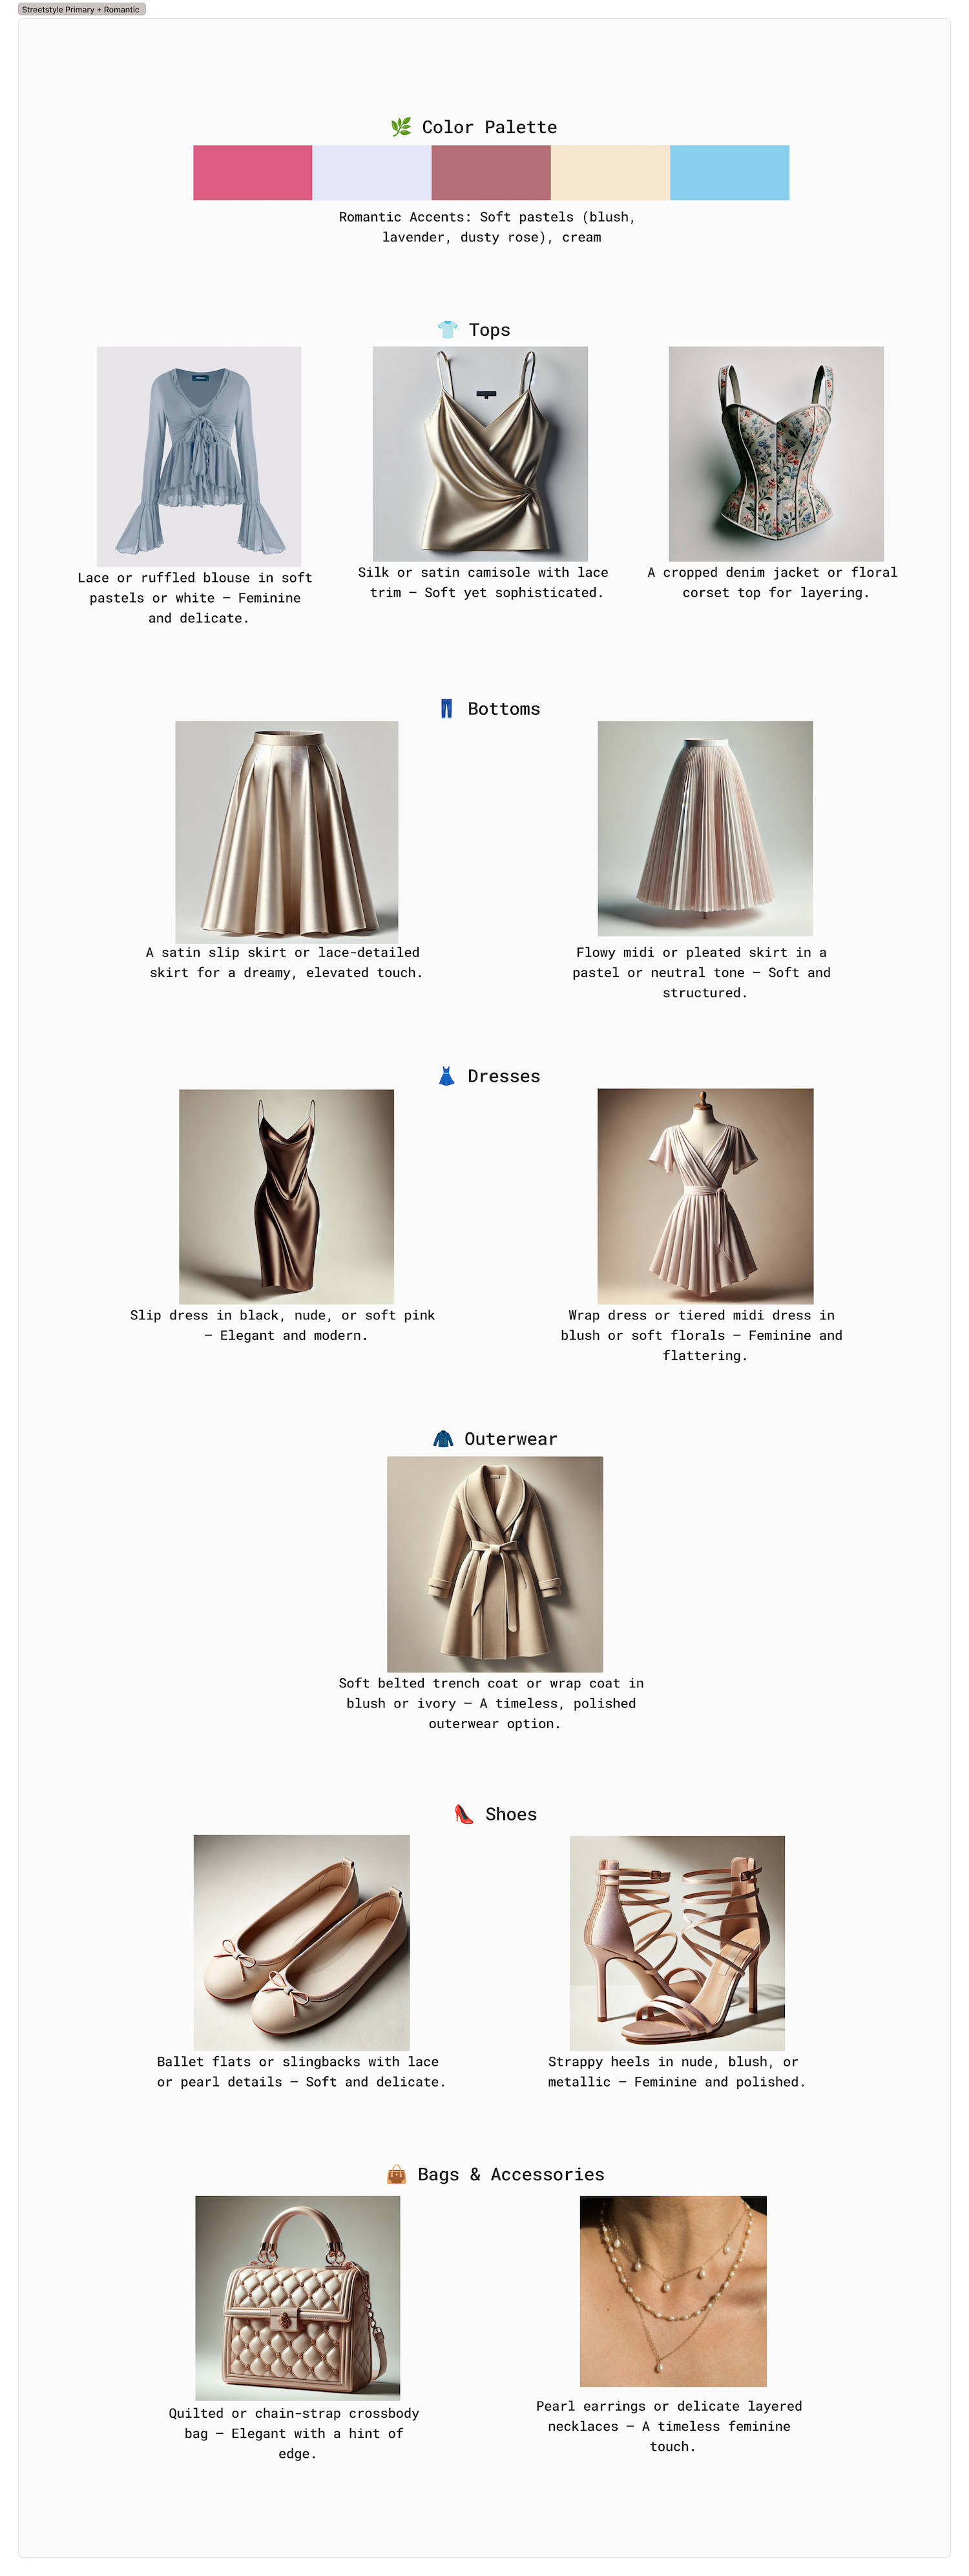 Streetstyle Primary + Romantic
🌿 Color Palette
Romantic Accents: Soft pastels (blush,
lavender, dusty rose), cream
👕 Tops
Lace or ruffled blouse in soft
pastels or white – Feminine
and delicate.
Silk or satin camisole with lace
trim – Soft yet sophisticated.
A cropped denim jacket or floral
corset top for layering.
👖 Bottoms
A satin slip skirt or lace-detailed
skirt for a dreamy, elevated touch.
Flowy midi or pleated skirt in a
pastel or neutral tone – Soft and
structured.
👗 Dresses
Slip dress in black, nude, or soft pink
– Elegant and modern.
Wrap dress or tiered midi dress in
blush or soft florals – Feminine and
flattering.
🧥 Outerwear
Soft belted trench coat or wrap coat in
blush or ivory – A timeless, polished
outerwear option.
👠 Shoes
Ballet flats or slingbacks with lace
or pearl details – Soft and delicate.
Strappy heels in nude, blush, or
metallic – Feminine and polished.
👜 Bags & Accessories
Quilted or chain-strap crossbody
bag – Elegant with a hint of
edge.
Pearl earrings or delicate layered
necklaces – A timeless feminine
touch.